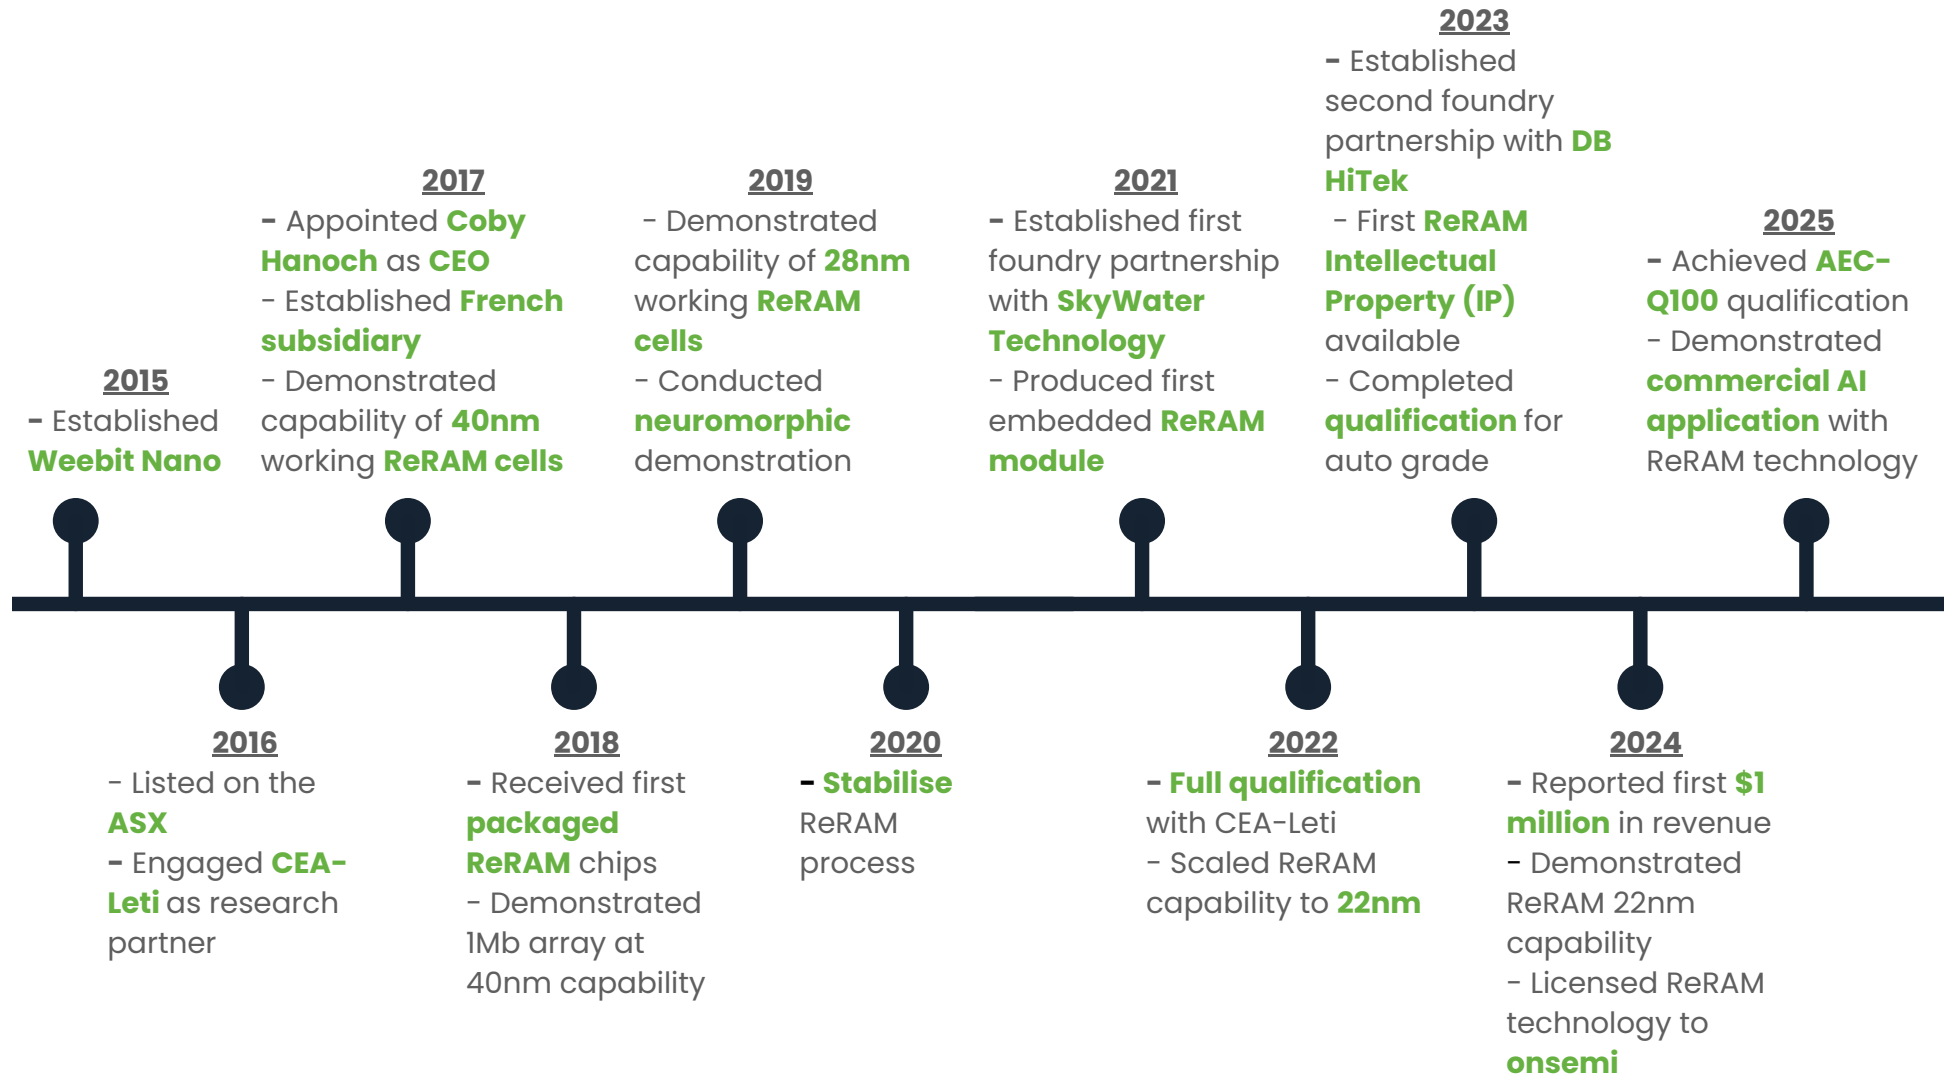 2015
- Established
Weebit Nano
2016
- Listed on the
ASX
- Engaged CEA-
Leti as research
partner
2017
- Appointed Coby
Hanoch as CEO
- Established French
subsidiary
- Demonstrated
capability of 40nm
working ReRAM cells
2018
- Received first
packaged
ReRAM chips
- Demonstrated
1Mb array at
40nm capability
2019
- Demonstrated
capability of 28nm
working ReRAM
cells
- Conducted
neuromorphic
demonstration
2020
- Stabilise
ReRAM
process
2021
- Established first
foundry partnership
with SkyWater
Technology
- Produced first
embedded ReRAM
module
2022
- Full qualification
with CEA-Leti
- Scaled ReRAM
capability to 22nm
2023
- Established
second foundry
partnership with DB
HiTek
- First ReRAM
Intellectual
Property (IP)
available
- Completed
qualification for
auto grade
2024
- Reported first $1
million in revenue
- Demonstrated
ReRAM 22nm
capability
- Licensed ReRAM
technology to
onsemi
2025
- Achieved AEC-
Q100 qualification
- Demonstrated
commercial AI
application with
ReRAM technology